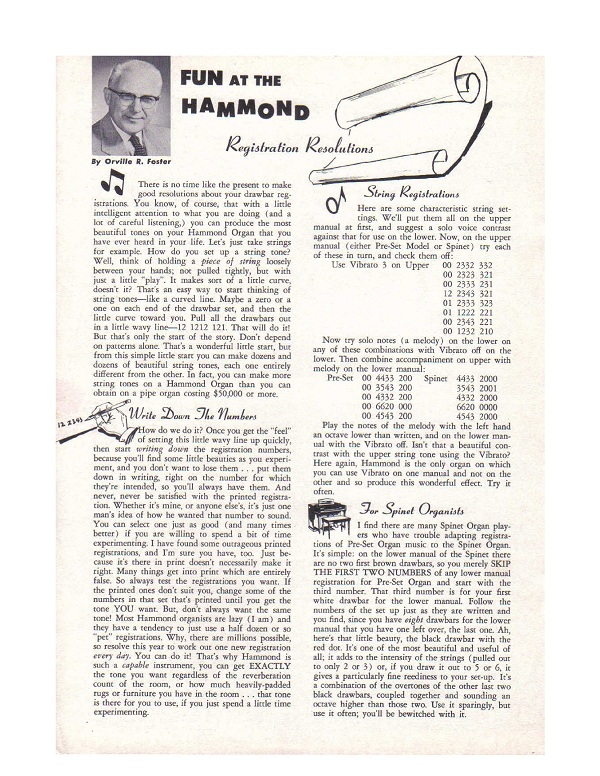 FUN AT THE
HAMMOND
Registration Resolutions
By Orville R. Foster
There is no time like the present to make
good resolutions about your drawbar reg-
istrations. You know, of course, that with a little
intelligent attention to what you are doing (and a
lot of careful listening,) you can produce the most
beautiful tones on your Hammond Organ that you
have ever heard in your life. Let's just take strings
for example. How do you set up a string tone?
Well, think of holding a piece of string loosely
between your hands; not pulled tightly, but with
just a little "play". It makes sort of a little curve,
doesn't it? That's an easy way to start thinking of
string tones—like a curved line. Maybe a zero or a
one on each end of the drawbar set, and then the
little curve toward you. Pull all the drawbars out
in a little wavy line—12 1212 121. That will do it!
But that's only the start of the story. Don't depend
on patterns alone. That's a wonderful little start, but
from this simple little start you can make dozens and
dozens of beautiful string tones, each one entirely
different from the other. In fact, you can make more
string tones on a Hammond Organ than you can
obtain on a pipe organ costing $50,000 or more.
12 2343
Write Down The Numbers
How do we do it? Once you get the "feel"
of setting this little wavy line up quickly,
then start writing down the registration numbers,
because you'll find some little beauties as you experi-
ment, and you don't want to lose them . . . put them
down in writing, right on the number for which
they're intended, so you'll always have them. And
never, never be satisfied with the printed registra-
tion. Whether it's mine, or anyone else's, it's just one
man's idea of how he wanted that number to sound.
You can select one just as good (and many times
better) if you are willing to spend a bit of time
experimenting. I have found some outrageous printed
registrations, and I'm sure you have, too. Just be-
cause it's there in print doesn't necessarily make it
right. Many things get into print which are entirely
false. So always test the registrations you want. If
the printed ones don't suit you, change some of the
numbers in that set that's printed until you get the
tone YOU want. But, don't always want the same
tone! Most Hammond organists are lazy (I am) and
they have a tendency to just use a half dozen or so
"pet" registrations. Why, there are millions possible,
so resolve this year to work out one new registration
every day. You can do it! That's why Hammond is
such a capable instrument, you can get EXACTLY
the tone you want regardless of the reverberation
count of the room, or how much heavily-padded
rugs or furniture you have in the room . . . that tone
is there for you to use, if you just spend a little time
experimenting.
String Registrations
Here are some characteristic string set-
tings. We'll put them all on the upper
manual at first, and suggest a solo voice contrast
against that for use on the lower. Now, on the upper
manual (either Pre-Set Model or Spinet) try each
of these in turn, and check them off:
Use Vibrato 3 on Upper 00 2332 332
00 2323 321
00 2333 231
12 2343 321
00 2333 321
01 1222 221
00 2343 221
00 1232 210
Now try solo notes (a melody) on the lower on
any of these combinations with Vibrato off on the
lower. Then combine accompaniment on upper with
melody on the lower manual:
Pre-Set 00 4433 200 Spinet 4433 2000
00 3543 200 3543 2001
00 4332 200 4332 2000
00 6620 000 6620 0000
00 4543 200 4543 2000
Play the notes of the melody with the left hand
an octave lower than written, and on the lower man-
ual with the Vibrato off. Isn't that a beautiful con-
trast with the upper string tone using the Vibrato?
Here again, Hammond is the only organ on which
you can use Vibrato on one manual and not on the
other and so produce this wonderful effect. Try it
often.
For Spinet Organists
I find there are many Spinet Organ play-
ers who have trouble adapting registra-
tions of Pre-Set Organ music to the Spinet Organ.
It's simple: on the lower manual of the Spinet there
are no two first brown drawbars, so you merely SKIP
THE FIRST TWO NUMBERS of any lower manual
registration for Pre-Set Organ and start with the
third number. That third number is for your first
white drawbar for the lower manual. Follow the
numbers of the set up just as they are written and
you find, since you have eight drawbars for the lower
manual that you have one left over, the last one. Ah,
here's that little beauty, the black drawbar with the
red dot. It's one of the most beautiful and useful of
all; it adds to the intensity of the strings (pulled out
to only 2 or 3) or, if you draw it out to 5 or 6, it
gives a particularly fine reediness to your set-up. It's
a combination of the overtones of the other last two
black drawbars, coupled together and sounding an
octave higher than those two. Use it sparingly, but
use it often; you'll be bewitched with it.